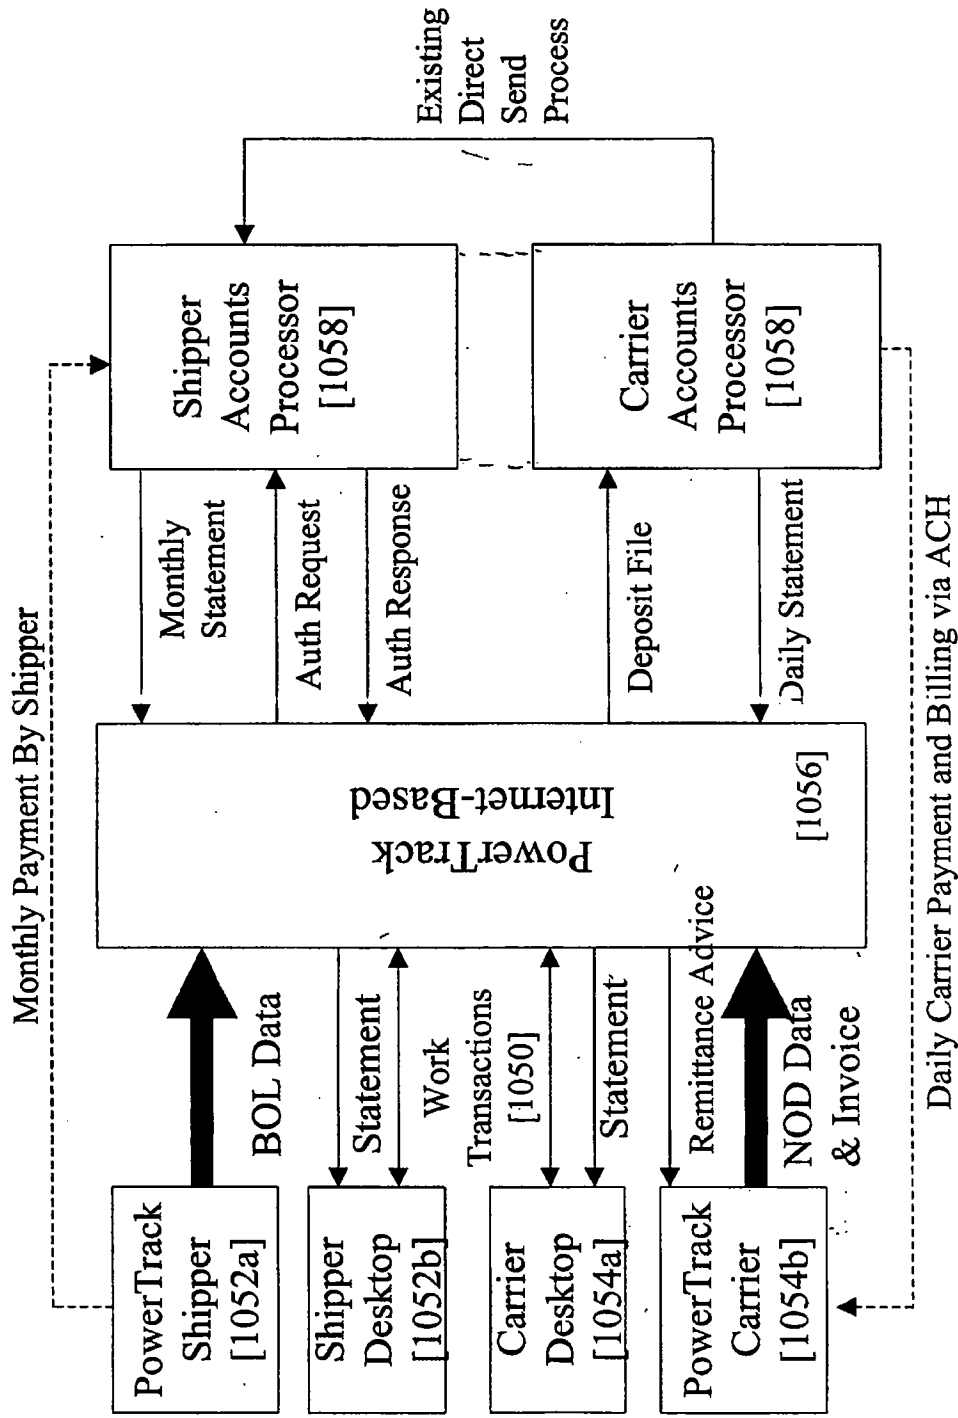 Monthly Payment By Shipper
PowerTrack
Shipper
[1052a]
BOL Data
Shipper
Desktop
[1052b]
Statement
Work
Transactions
[1050]
Carrier
Desktop
[1054a]
Statement
Remittance Advice
PowerTrack
Carrier
[1054b]
NOD Data
& Invoice
PowerTrack
Internet-Based
[1056]
Monthly
Statement
Auth Request
Auth Response
Deposit File
Daily Statement
Shipper
Accounts
Processor
[1058]
Carrier
Accounts
Processor
[1058]
Existing
Direct
Send
Process
Daily Carrier Payment and Billing via ACH